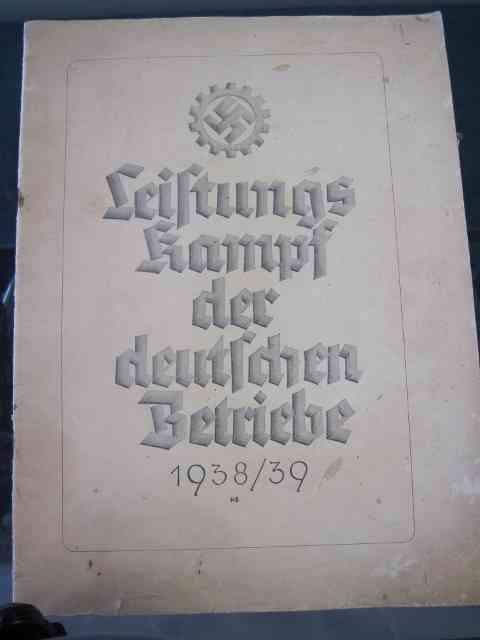 Leistungs
Kampf
der
deutschen
Betriebe
1938/39